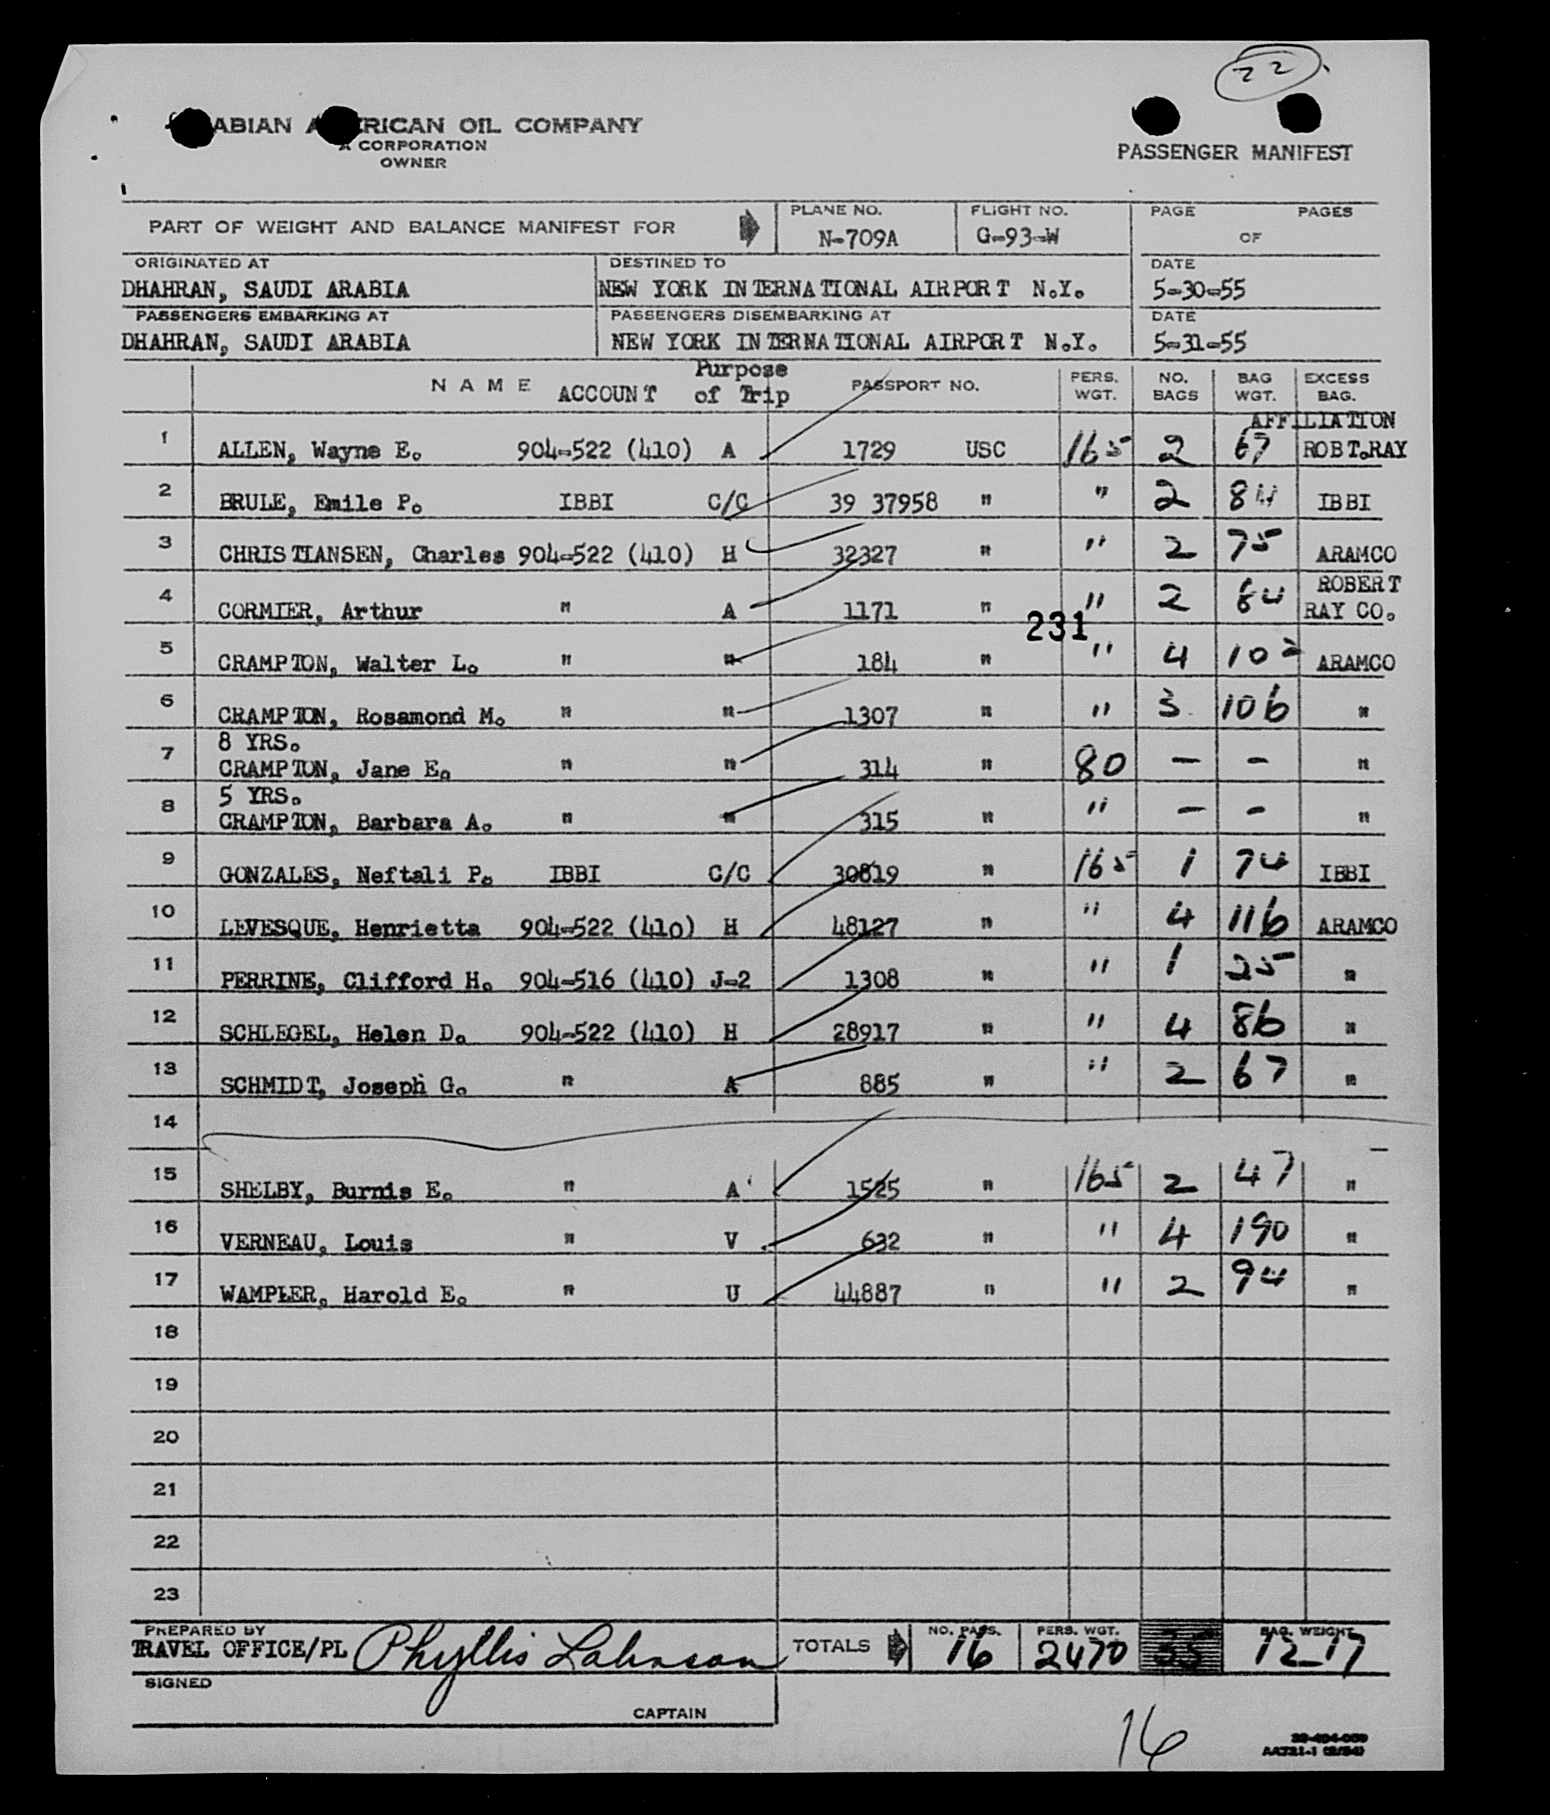 22
ABIAN A RICAN OIL COMPANY
A CORPORATION
OWNER
PASSENGER MANIFEST
PART OF WEIGHT AND BALANCE MANIFEST FOR PLANE NO. N-709A FLIGHT NO. G-93-W PAGE OF PAGES
ORIGINATED AT DESTINED TO DATE
DHAHRAN, SAUDI ARABIA NEW YORK INTERNATIONAL AIRPORT N.Y. 5-30-55
PASSENGERS EMBARKING AT PASSENGERS DISEMBARKING AT DATE
DHAHRAN, SAUDI ARABIA NEW YORK INTERNATIONAL AIRPORT N.Y. 5-31-55
NAME ACCOUNT Purpose of Trip PASSPORT NO. PERS. WGT. NO. BAGS BAG WGT. EXCESS BAG.
AFFILIATION
1 ALLEN, Wayne E. 904-522 (410) A 1729 USC 165 2 67 ROBT.RAY
2 BRULE, Emile P. IBBI C/C 39 37958 " " 2 84 IBBI
3 CHRISTIANSEN, Charles 904-522 (410) H 32327 " " 2 75 ARAMCO
4 CORMIER, Arthur " A 1171 " " 2 64 ROBERT RAY CO.
231
5 CRAMPTON, Walter L. " " 184 " " 4 102 ARAMCO
6 CRAMPTON, Rosamond M. " " 1307 " " 3 106 "
8 YRS.
7 CRAMPTON, Jane E. " " 314 " 80 - - "
5 YRS.
8 CRAMPTON, Barbara A. " " 315 " " - - "
9 GONZALES, Neftali P. IBBI C/C 30819 " 165 1 74 IBBI
10 LEVESQUE, Henrietta 904-522 (410) H 48127 " " 4 116 ARAMCO
11 PERRINE, Clifford H. 904-516 (410) J-2 1308 " " 1 25 "
12 SCHLEGEL, Helen D. 904-522 (410) H 28917 " " 4 86 "
13 SCHMIDT, Joseph G. " A 885 " " 2 67 "
14
15 SHELBY, Burnis E. " A 1525 " 165 2 47 "
16 VERNEAU, Louis " V 632 " " 4 190 "
17 WAMPLER, Harold E. " U 44887 " " 2 94 "
18
19
20
21
22
23
PREPARED BY
TRAVEL OFFICE/PL Phyllis TOTALS NO. PASS. 16 PERS. WGT. 2470 35 BAG. WEIGHT 1217
SIGNED
CAPTAIN
16